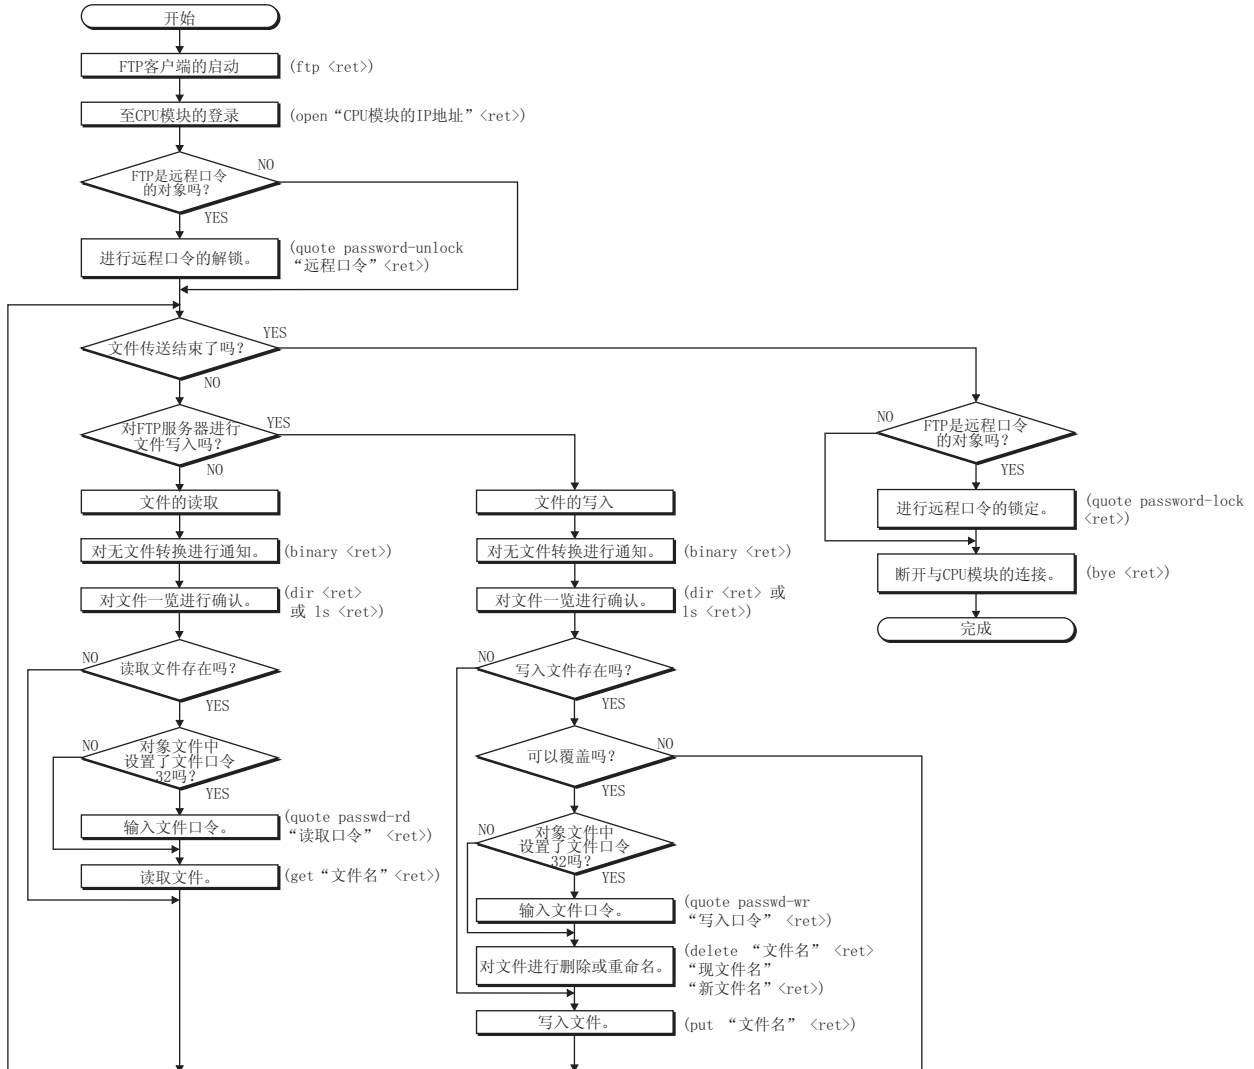 开始
FTP客户端的启动
(ftp <ret>)
至CPU模块的登录
(open“CPU模块的IP地址”<ret>)
FTP是远程口令
的对象吗?
NO
YES
进行远程口令的解锁。
(quote password-unlock
“远程口令”<ret>)
文件传送结束了吗?
YES
NO
对FTP服务器进行
文件写入吗?
YES
NO
文件的读取
对无文件转换进行通知。
(binary <ret>)
对文件一览进行确认。
(dir <ret>
或 ls <ret>)
读取文件存在吗?
NO
YES
对象文件中
设置了文件口令
32吗?
NO
YES
输入文件口令。
(quote passwd-rd
“读取口令” <ret>)
读取文件。
(get“文件名”<ret>)
文件的写入
对无文件转换进行通知。
(binary <ret>)
对文件一览进行确认。
(dir <ret> 或
ls <ret>)
写入文件存在吗?
NO
YES
可以覆盖吗?
NO
YES
对象文件中
设置了文件口令
32吗?
NO
YES
输入文件口令。
(quote passwd-wr
“写入口令” <ret>)
对文件进行删除或重命名。
(delete “文件名” <ret>
“现文件名”
“新文件名”<ret>)
写入文件。
(put “文件名” <ret>)
FTP是远程口令
的对象吗?
NO
YES
进行远程口令的锁定。
(quote password-lock
<ret>)
断开与CPU模块的连接。
(bye <ret>)
完成